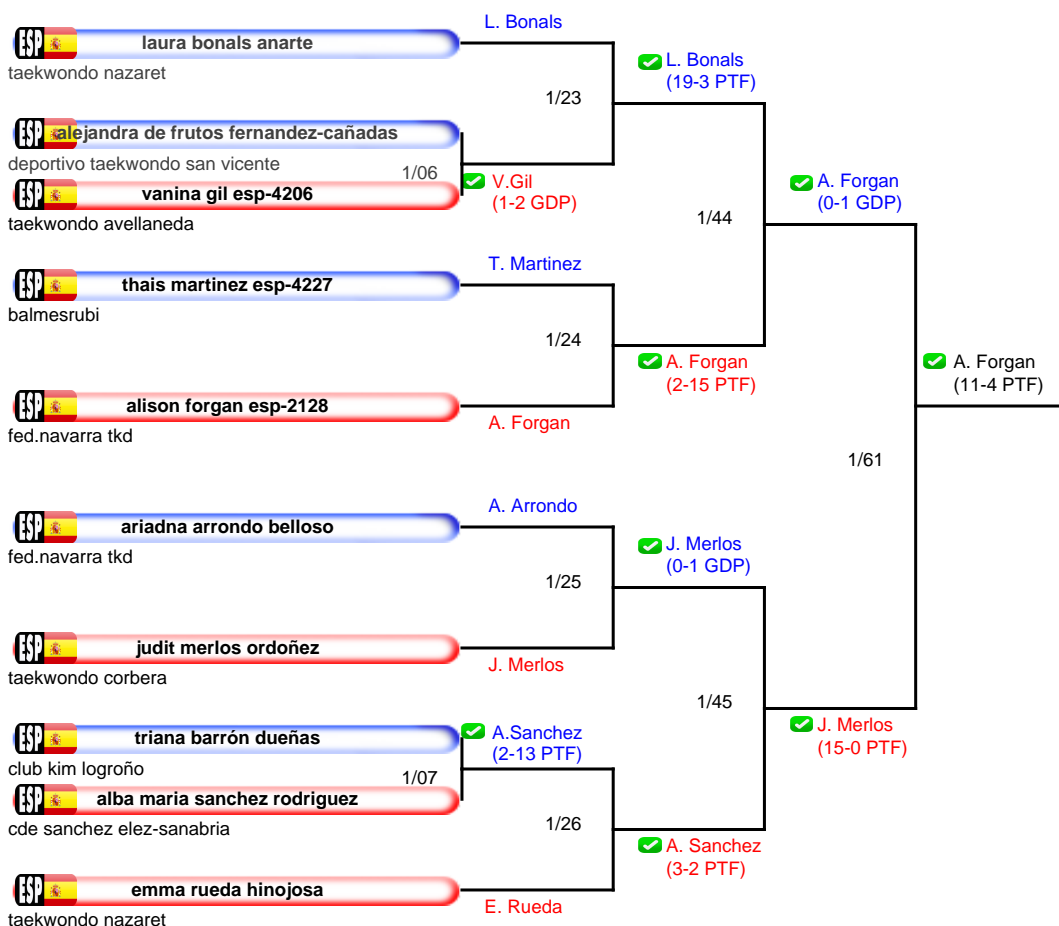 L. Bonals
ESP laura bonals anarte
taekwondo nazaret
L. Bonals
(19-3 PTF)
1/23
ESP alejandra de frutos fernandez-cañadas
deportivo taekwondo san vicente
1/06
V.Gil
(1-2 GDP)
ESP vanina gil esp-4206
taekwondo avellaneda
A. Forgan
(0-1 GDP)
1/44
T. Martinez
ESP thais martinez esp-4227
balmesrubi
1/24
A. Forgan
(2-15 PTF)
A. Forgan
(11-4 PTF)
ESP alison forgan esp-2128
fed.navarra tkd
A. Forgan
1/61
A. Arrondo
ESP ariadna arrondo belloso
fed.navarra tkd
J. Merlos
(0-1 GDP)
1/25
ESP judit merlos ordoñez
taekwondo corbera
J. Merlos
1/45
ESP triana barrón dueñas
club kim logroño
A.Sanchez
(2-13 PTF)
J. Merlos
(15-0 PTF)
1/07
ESP alba maria sanchez rodriguez
cde sanchez elez-sanabria
1/26
A. Sanchez
(3-2 PTF)
ESP emma rueda hinojosa
taekwondo nazaret
E. Rueda